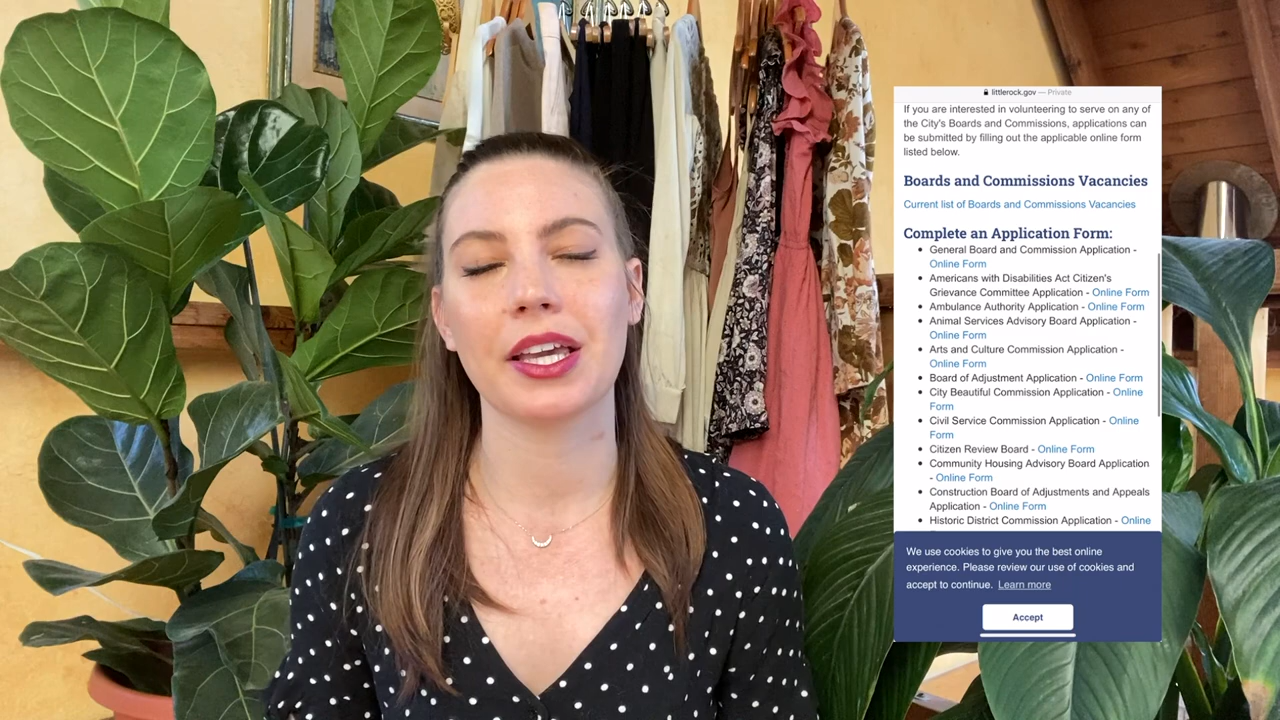 littlerock.gov — Private
If you are interested in volunteering to serve on any of
the City's Boards and Commissions, applications can
be submitted by filling out the applicable online form
listed below.
Boards and Commissions Vacancies
Current list of Boards and Commissions Vacancies
Complete an Application Form:
• General Board and Commission Application -
Online Form
• Americans with Disabilities Act Citizen's
Grievance Committee Application - Online Form
• Ambulance Authority Application - Online Form
• Animal Services Advisory Board Application -
Online Form
• Arts and Culture Commission Application -
Online Form
• Board of Adjustment Application - Online Form
• City Beautiful Commission Application - Online
Form
• Civil Service Commission Application - Online
Form
• Citizen Review Board - Online Form
• Community Housing Advisory Board Application
- Online Form
• Construction Board of Adjustments and Appeals
Application - Online Form
• Historic District Commission Application - Online
We use cookies to give you the best online
experience. Please review our use of cookies and
accept to continue. Learn more
Accept